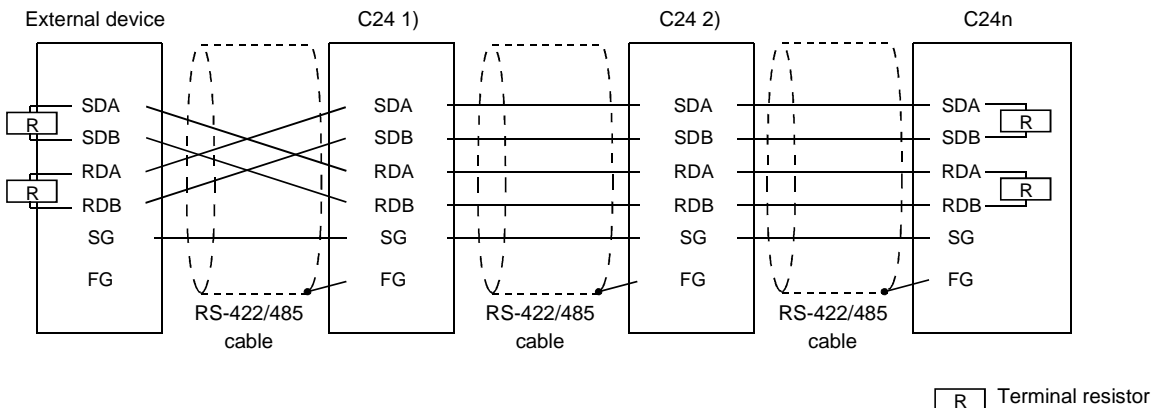 External device C24 1) C24 2) C24n
SDA SDA SDA SDA
R R
SDB SDB SDB SDB
RDA RDA RDA RDA
R R
RDB RDB RDB RDB
SG SG SG SG
FG FG FG FG
RS-422/485 RS-422/485 RS-422/485
cable cable cable
R Terminal resistor